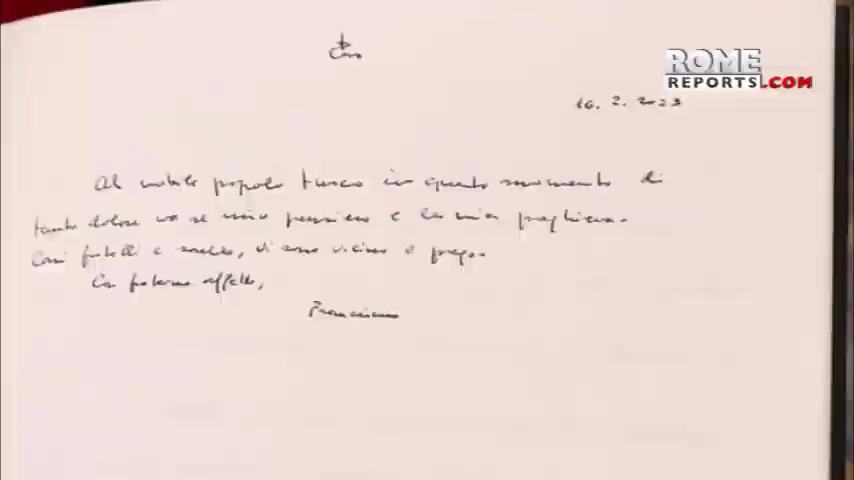 ROME
REPORTS.COM
16. 2. 2023
Al nobile popolo turco in questo momento di
tanto dolore va il mio pensiero e la mia preghiera.
Cari fratelli e sorelle, vi sono vicino e prego.
Con paterno affetto,
Francesco